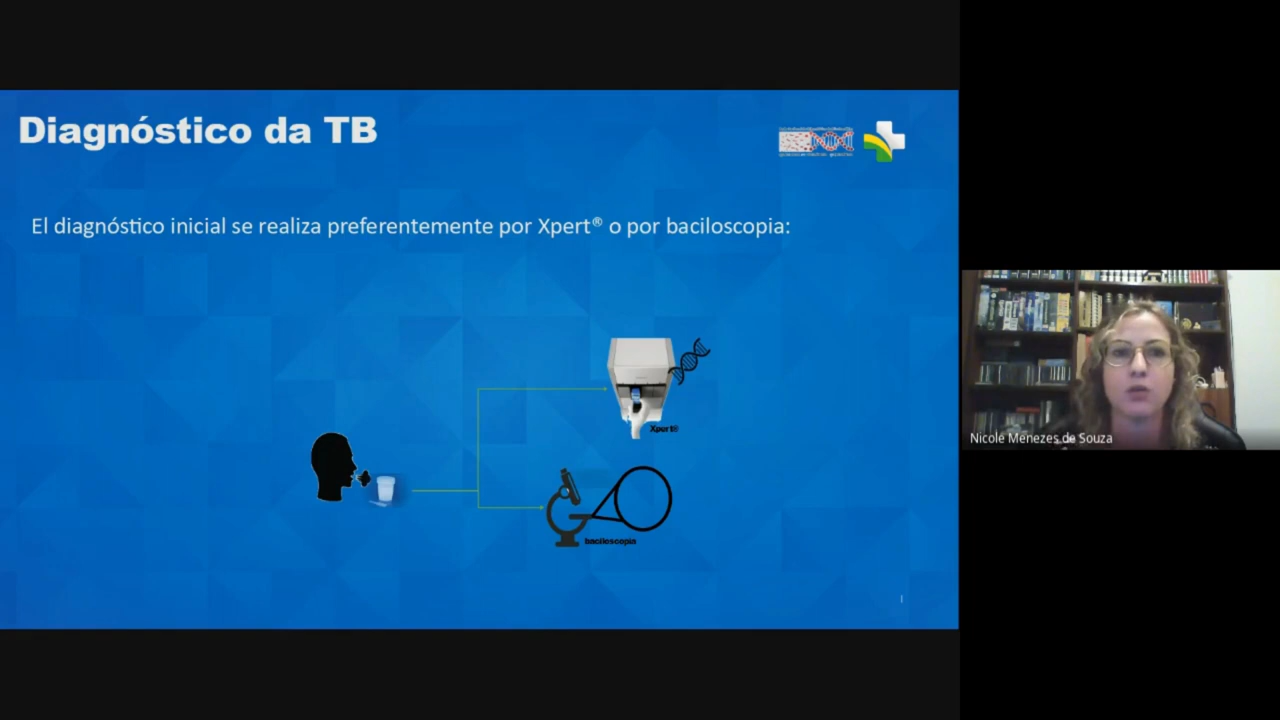 Diagnóstico da TB
El diagnóstico inicial se realiza preferentemente por Xpert® o por baciloscopia:
Xpert®
baciloscopia
Nicole Menezes de Souza